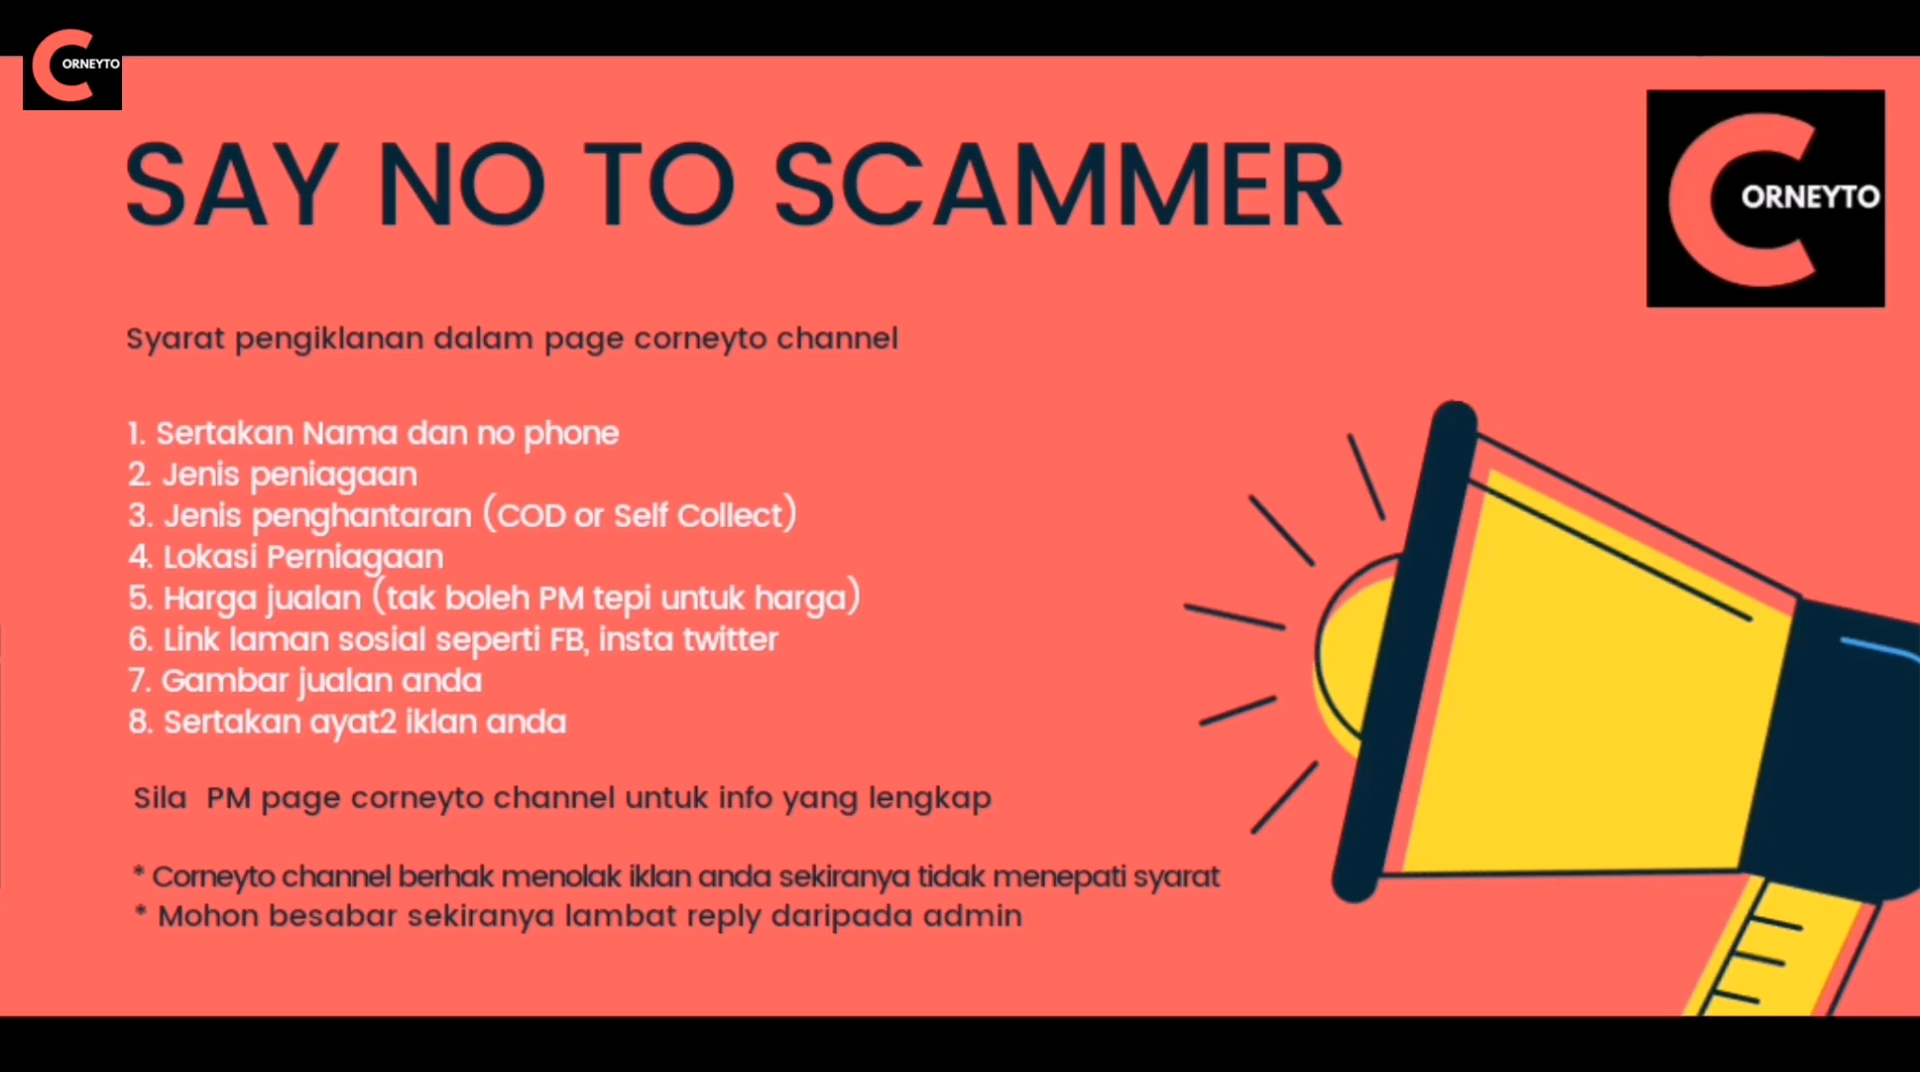 CORNEYTO
SAY NO TO SCAMMER
CORNEYTO
Syarat pengiklanan dalam page corneyto channel
1. Sertakan Nama dan no phone
2. Jenis peniagaan
3. Jenis penghantaran (COD or Self Collect)
4. Lokasi Perniagaan
5. Harga jualan (tak boleh PM tepi untuk harga)
6. Link laman sosial seperti FB, insta twitter
7. Gambar jualan anda
8. Sertakan ayat2 iklan anda
Sila PM page corneyto channel untuk info yang lengkap
* Corneyto channel berhak menolak iklan anda sekiranya tidak menepati syarat
* Mohon besabar sekiranya lambat reply daripada admin